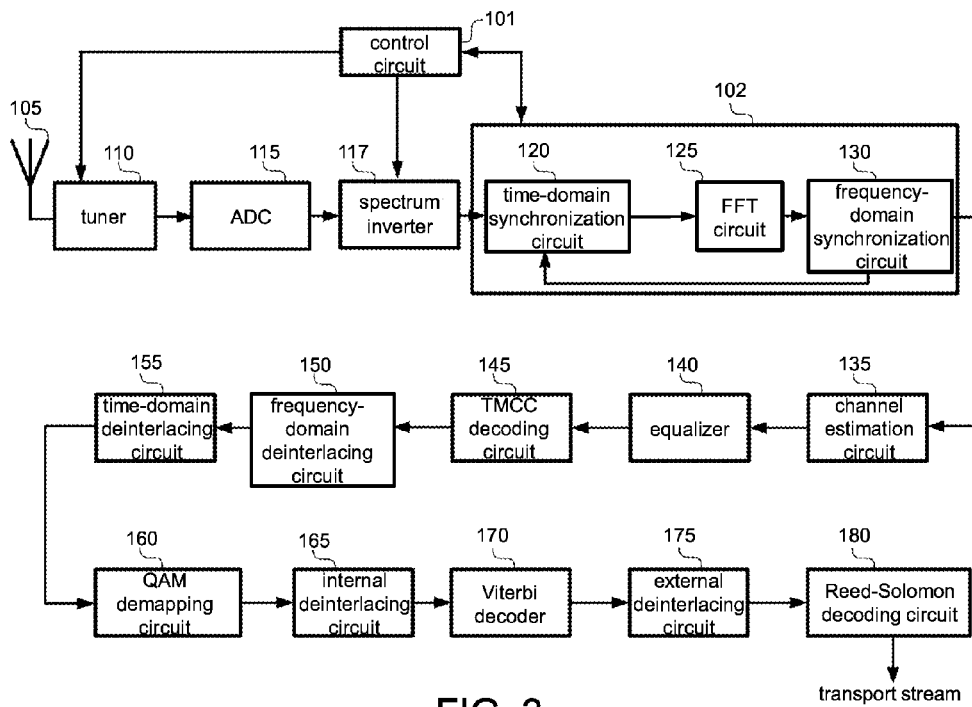 101
control
circuit
105
102
110
115
117
120
125
130
tuner
ADC
spectrum
inverter
time-domain
synchronization
circuit
FFT
circuit
frequency-
domain
synchronization
circuit
155
150
145
140
135
time-domain
deinterlacing
circuit
frequency-
domain
deinterlacing
circuit
TMCC
decoding
circuit
equalizer
channel
estimation
circuit
160
165
170
175
180
QAM
demapping
circuit
internal
deinterlacing
circuit
Viterbi
decoder
external
deinterlacing
circuit
Reed-Solomon
decoding circuit
transport stream